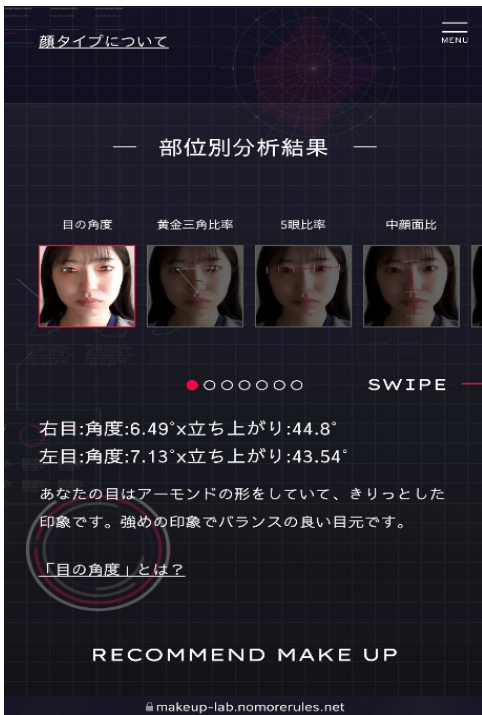 顔タイプについて
MENU
— 部位別分析結果 —
目の角度 黄金三角比率 5眼比率 中顔面比
SWIPE
右目:角度:6.49°x立ち上がり:44.8°
左目:角度:7.13°x立ち上がり:43.54°
あなたの目はアーモンドの形をしていて、きりっとした
印象です。強めの印象でバランスの良い目元です。
「目の角度」とは?
RECOMMEND MAKE UP
makeup-lab.nomorerules.net